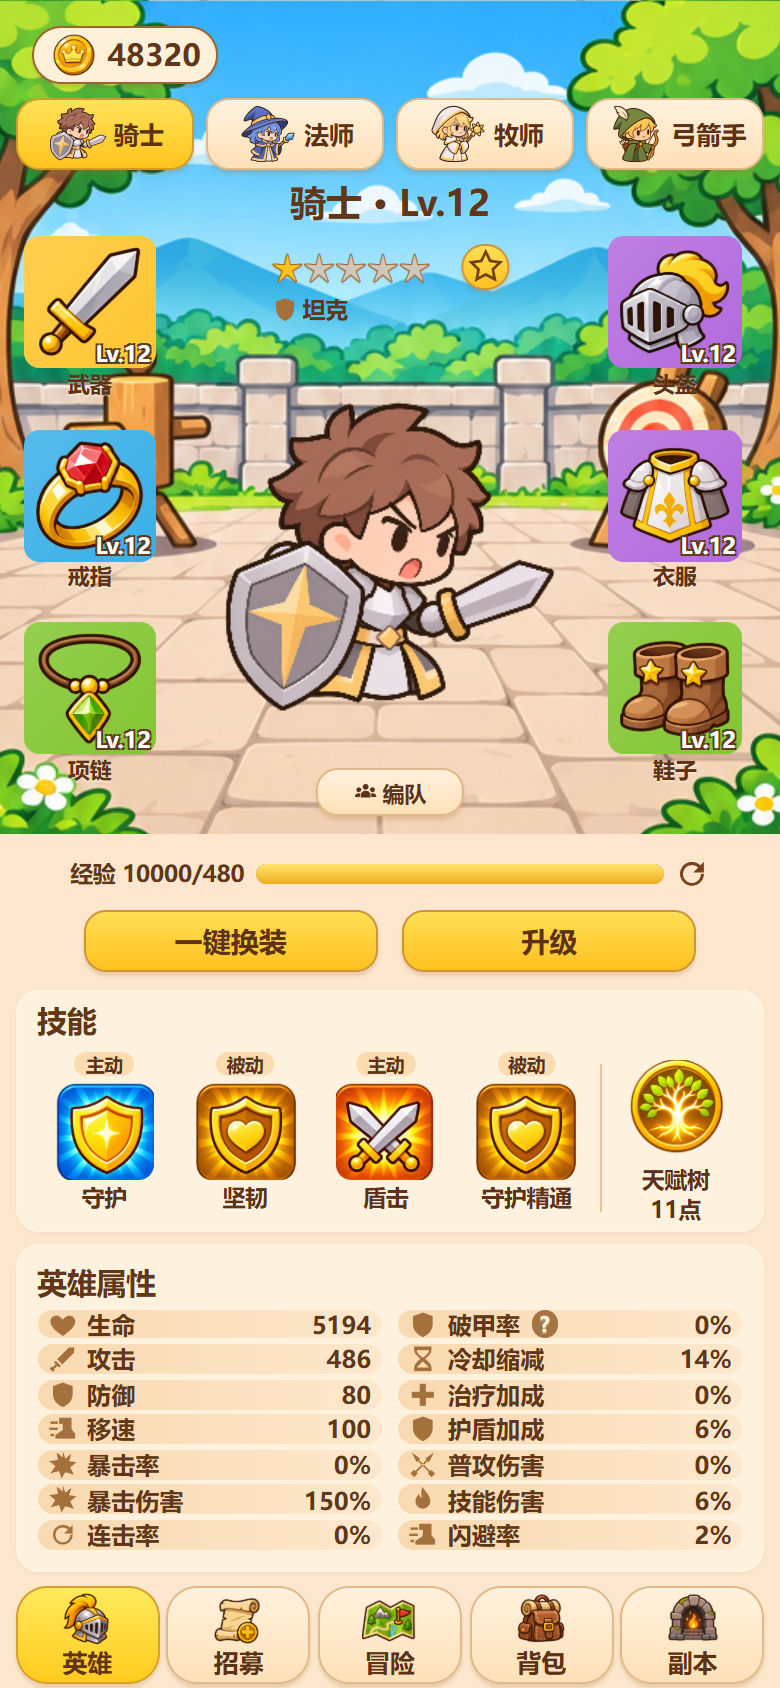 48320
骑士
法师
牧师
弓箭手
骑士 • Lv.12
坦克
Lv.12
武器
Lv.12
头盔
Lv.12
戒指
Lv.12
衣服
Lv.12
项链
Lv.12
鞋子
编队
经验 10000/480
一键换装
升级
技能
主动
被动
主动
被动
守护
坚韧
盾击
守护精通
天赋树
11点
英雄属性
生命 5194
破甲率 ? 0%
攻击 486
冷却缩减 14%
防御 80
治疗加成 0%
移速 100
护盾加成 6%
暴击率 0%
普攻伤害 0%
暴击伤害 150%
技能伤害 6%
连击率 0%
闪避率 2%
英雄
招募
冒险
背包
副本